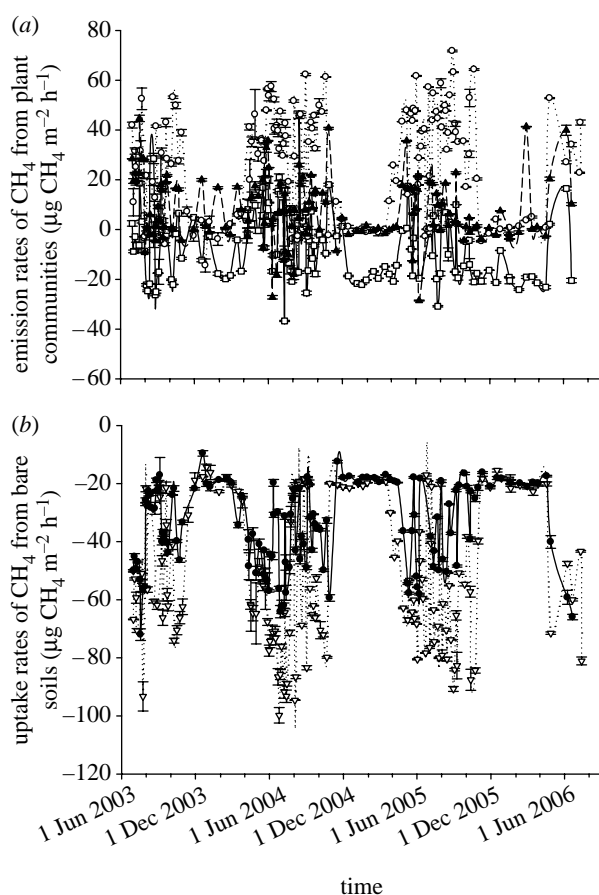 (a)
80
60
40
20
0
−20
−40
−60
emission rates of CH4 from plant
communities (μg CH4 m−2 h−1)
(b)
0
−20
−40
−60
−80
−100
−120
uptake rates of CH4 from bare
soils (μg CH4 m−2 h−1)
1 Jun 2003
1 Dec 2003
1 Jun 2004
1 Dec 2004
1 Jun 2005
1 Dec 2005
1 Jun 2006
time